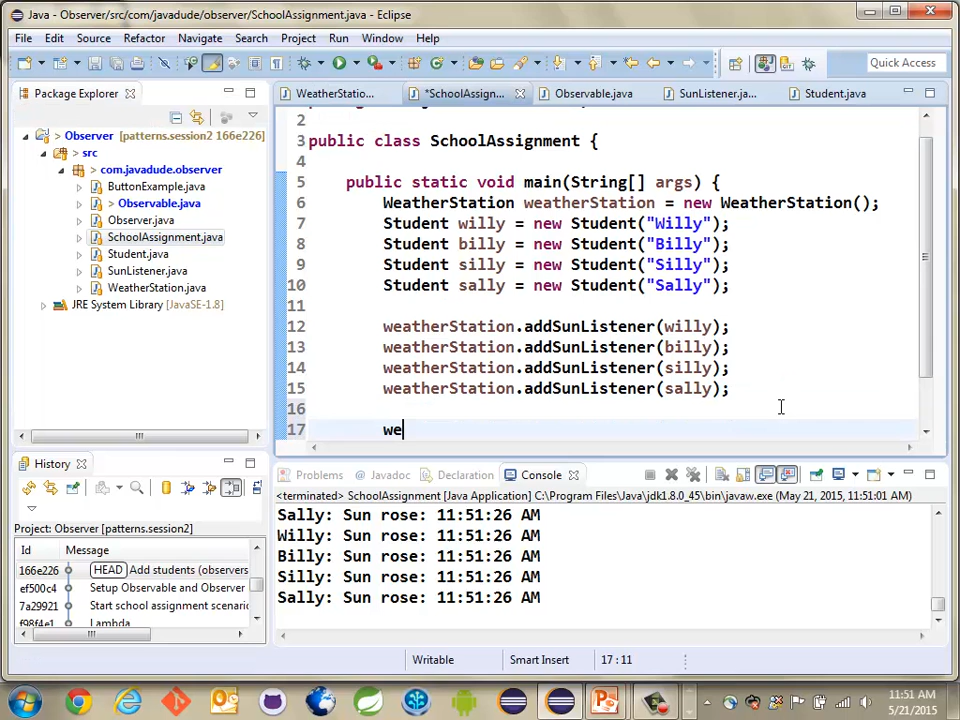 Java - Observer/src/com/javadude/observer/SchoolAssignment.java - Eclipse
File Edit Source Refactor Navigate Search Project Run Window Help
Quick Access
Package Explorer
> Observer [patterns.session2 166e226]
> src
> com.javadude.observer
ButtonExample.java
> Observable.java
Observer.java
SchoolAssignment.java
Student.java
SunListener.java
WeatherStation.java
JRE System Library [JavaSE-1.8]
WeatherStatio... *SchoolAssignm... Observable.java SunListener.ja... Student.java
2
3 public class SchoolAssignment {
4
5 public static void main(String[] args) {
6 WeatherStation weatherStation = new WeatherStation();
7 Student willy = new Student("Willy");
8 Student billy = new Student("Billy");
9 Student silly = new Student("Silly");
10 Student sally = new Student("Sally");
11
12 weatherStation.addSunListener(willy);
13 weatherStation.addSunListener(billy);
14 weatherStation.addSunListener(silly);
15 weatherStation.addSunListener(sally);
16
17 we
History
Project: Observer [patterns.session2]
Id Message
166e226 HEAD Add students (observers
ef500c4 Setup Observable and Observer
7a29921 Start school assignment scenario
f98f4e1 Lambda
Problems @ Javadoc Declaration Console
<terminated> SchoolAssignment [Java Application] C:\Program Files\Java\jdk1.8.0_45\bin\javaw.exe (May 21, 2015, 11:51:01 AM)
Sally: Sun rose: 11:51:26 AM
Willy: Sun rose: 11:51:26 AM
Billy: Sun rose: 11:51:26 AM
Silly: Sun rose: 11:51:26 AM
Sally: Sun rose: 11:51:26 AM
Writable Smart Insert 17 : 11
11:51 AM
5/21/2015